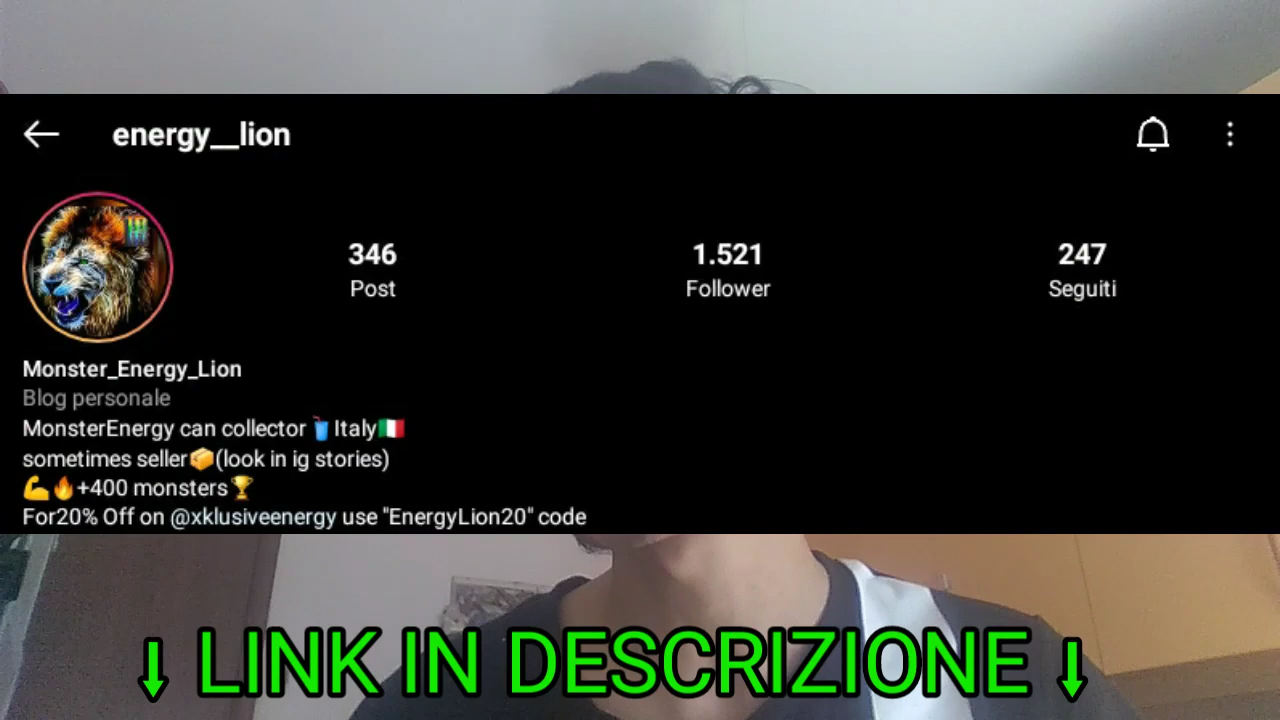 energy__lion
346 1.521 247
Post Follower Seguiti
Monster_Energy_Lion
Blog personale
MonsterEnergy can collector🥤Italy🇮🇹
sometimes seller📦(look in ig stories)
💪🔥+400 monsters🏆
For20% Off on @xklusiveenergy use "EnergyLion20" code
↓ LINK IN DESCRIZIONE ↓